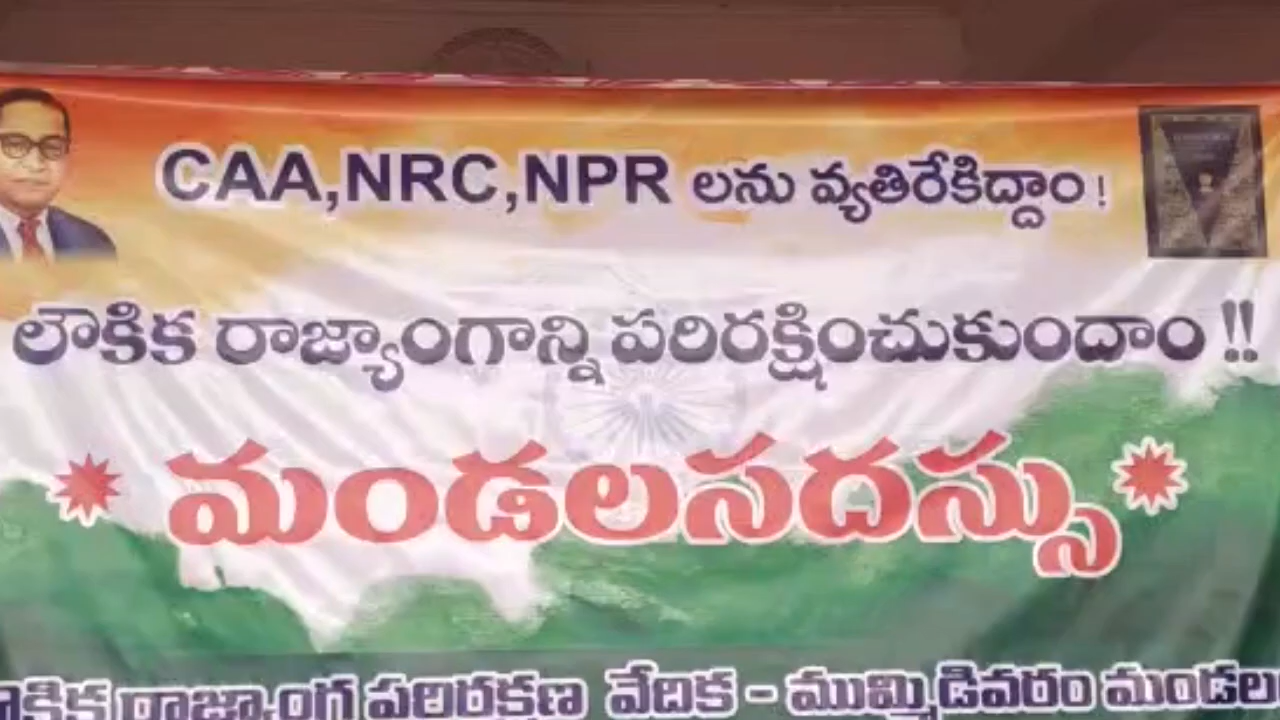 CAA,NRC,NPR లను వ్యతిరేకిద్దాం!
లౌకిక రాజ్యాంగాన్ని పరిరక్షించుకుందాం!!
* మండలసదస్సు *
రాజ్యాంగ పరిరక్షణ వేదిక - ముమ్మిడివరం